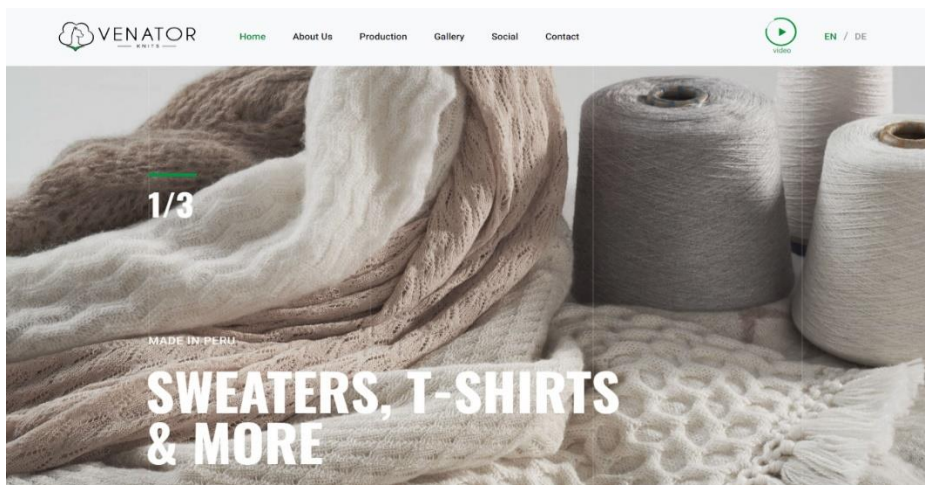 VENATOR
KNITS
Home About Us Production Gallery Social Contact
video
EN / DE
1/3
MADE IN PERU
SWEATERS, T-SHIRTS
& MORE